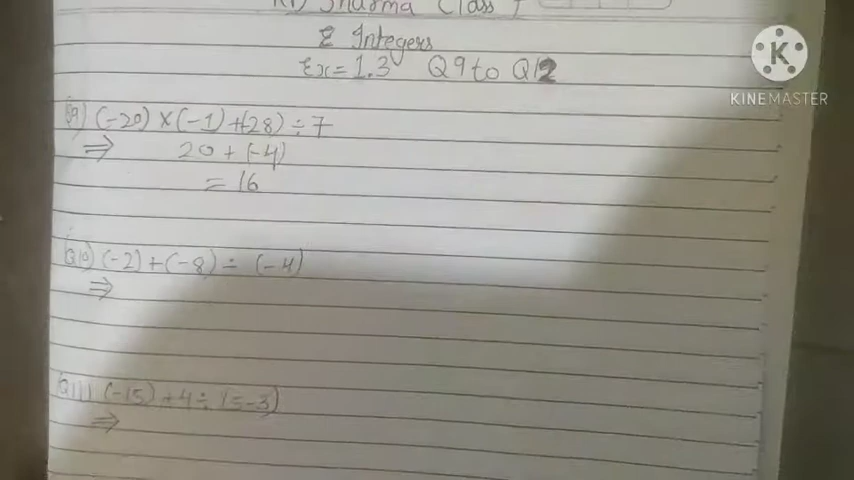 Sharma Class 7
Σ Integers
Ex = 1.3 Q9 to Q12
KINEMASTER
Q9) (-20) × (-1) + (-28) ÷ 7
⇒ 20 + (-4)
= 16
Q10) (-2) + (-8) ÷ (-4)
⇒
Q11) (-15) + 4 ÷ (5-3)
⇒